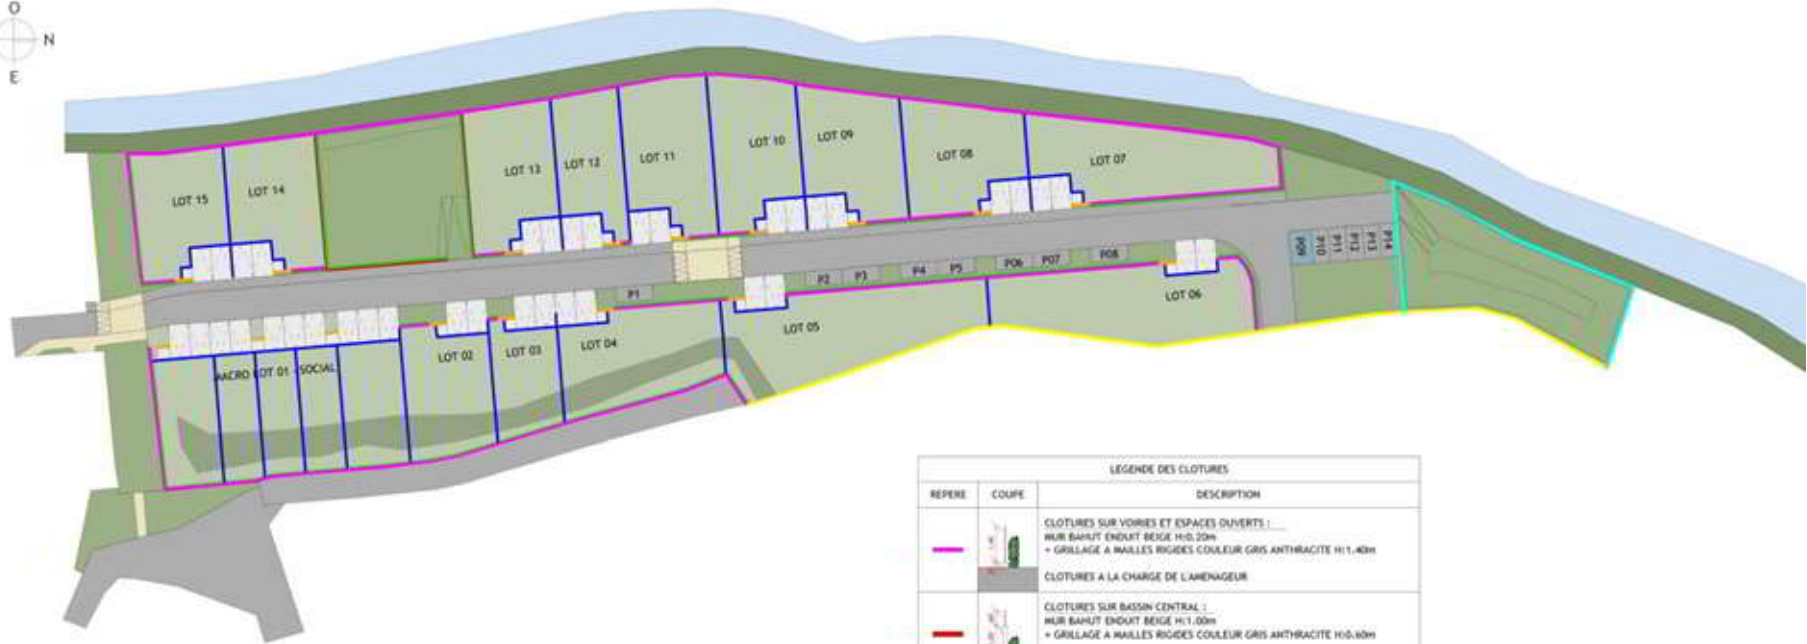 O
N
E
LOT 15
LOT 14
LOT 13
LOT 12
LOT 11
LOT 10
LOT 09
LOT 08
LOT 07
P09
P10
P11
P12
P13
P14
P1
P2
P3
P4
P5
P06
P07
P08
LOT 06
LOT 05
LOT 04
LOT 03
LOT 02
MACRO LOT 01 - SOCIAL
LEGENDE DES CLOTURES
REPERE COUPE DESCRIPTION
CLOTURES SUR VOIRIES ET ESPACES OUVERTS :
MUR BAHUT ENDUIT BEIGE H:0.20m
+ GRILLAGE A MAILLES RIGIDES COULEUR GRIS ANTHRACITE H:1.40m
CLOTURES A LA CHARGE DE L'AMENAGEUR
CLOTURES SUR BASSIN CENTRAL :
MUR BAHUT ENDUIT BEIGE H:1.00m
+ GRILLAGE A MAILLES RIGIDES COULEUR GRIS ANTHRACITE H:0.60m